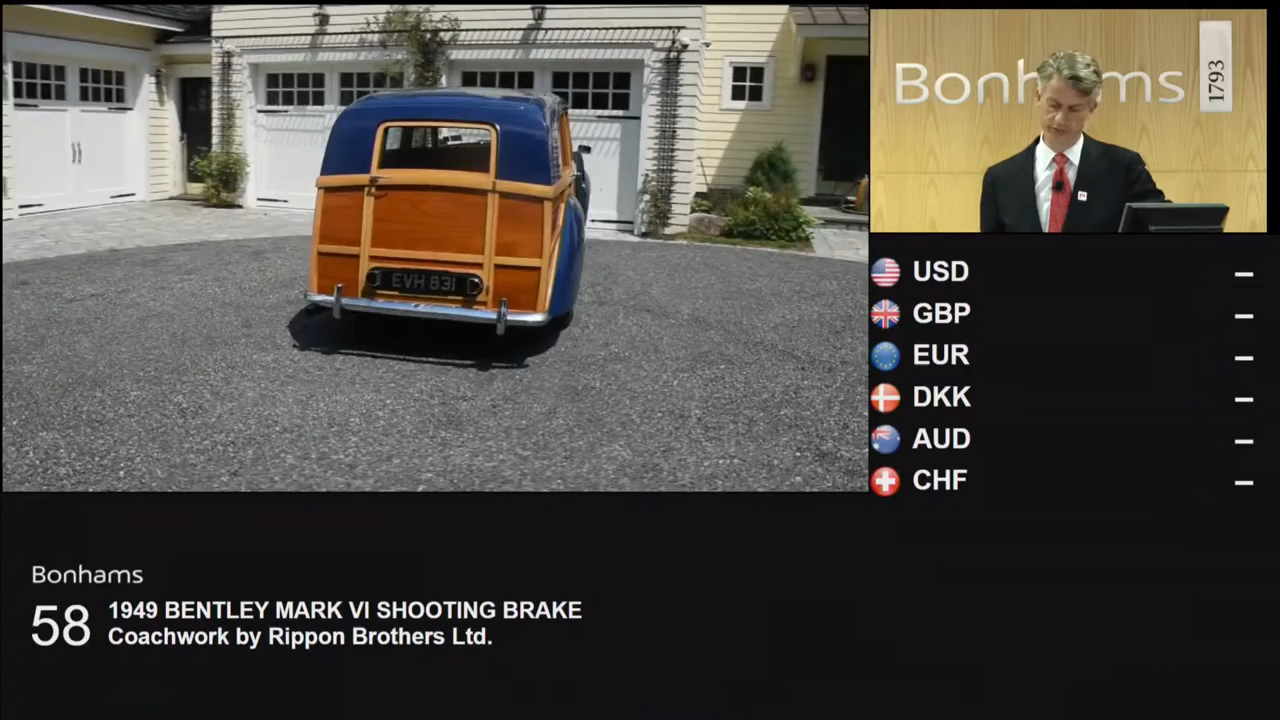 Bonhams
1793
EVH 831
USD –
GBP –
EUR –
DKK –
AUD –
CHF –
Bonhams
58
1949 BENTLEY MARK VI SHOOTING BRAKE
Coachwork by Rippon Brothers Ltd.